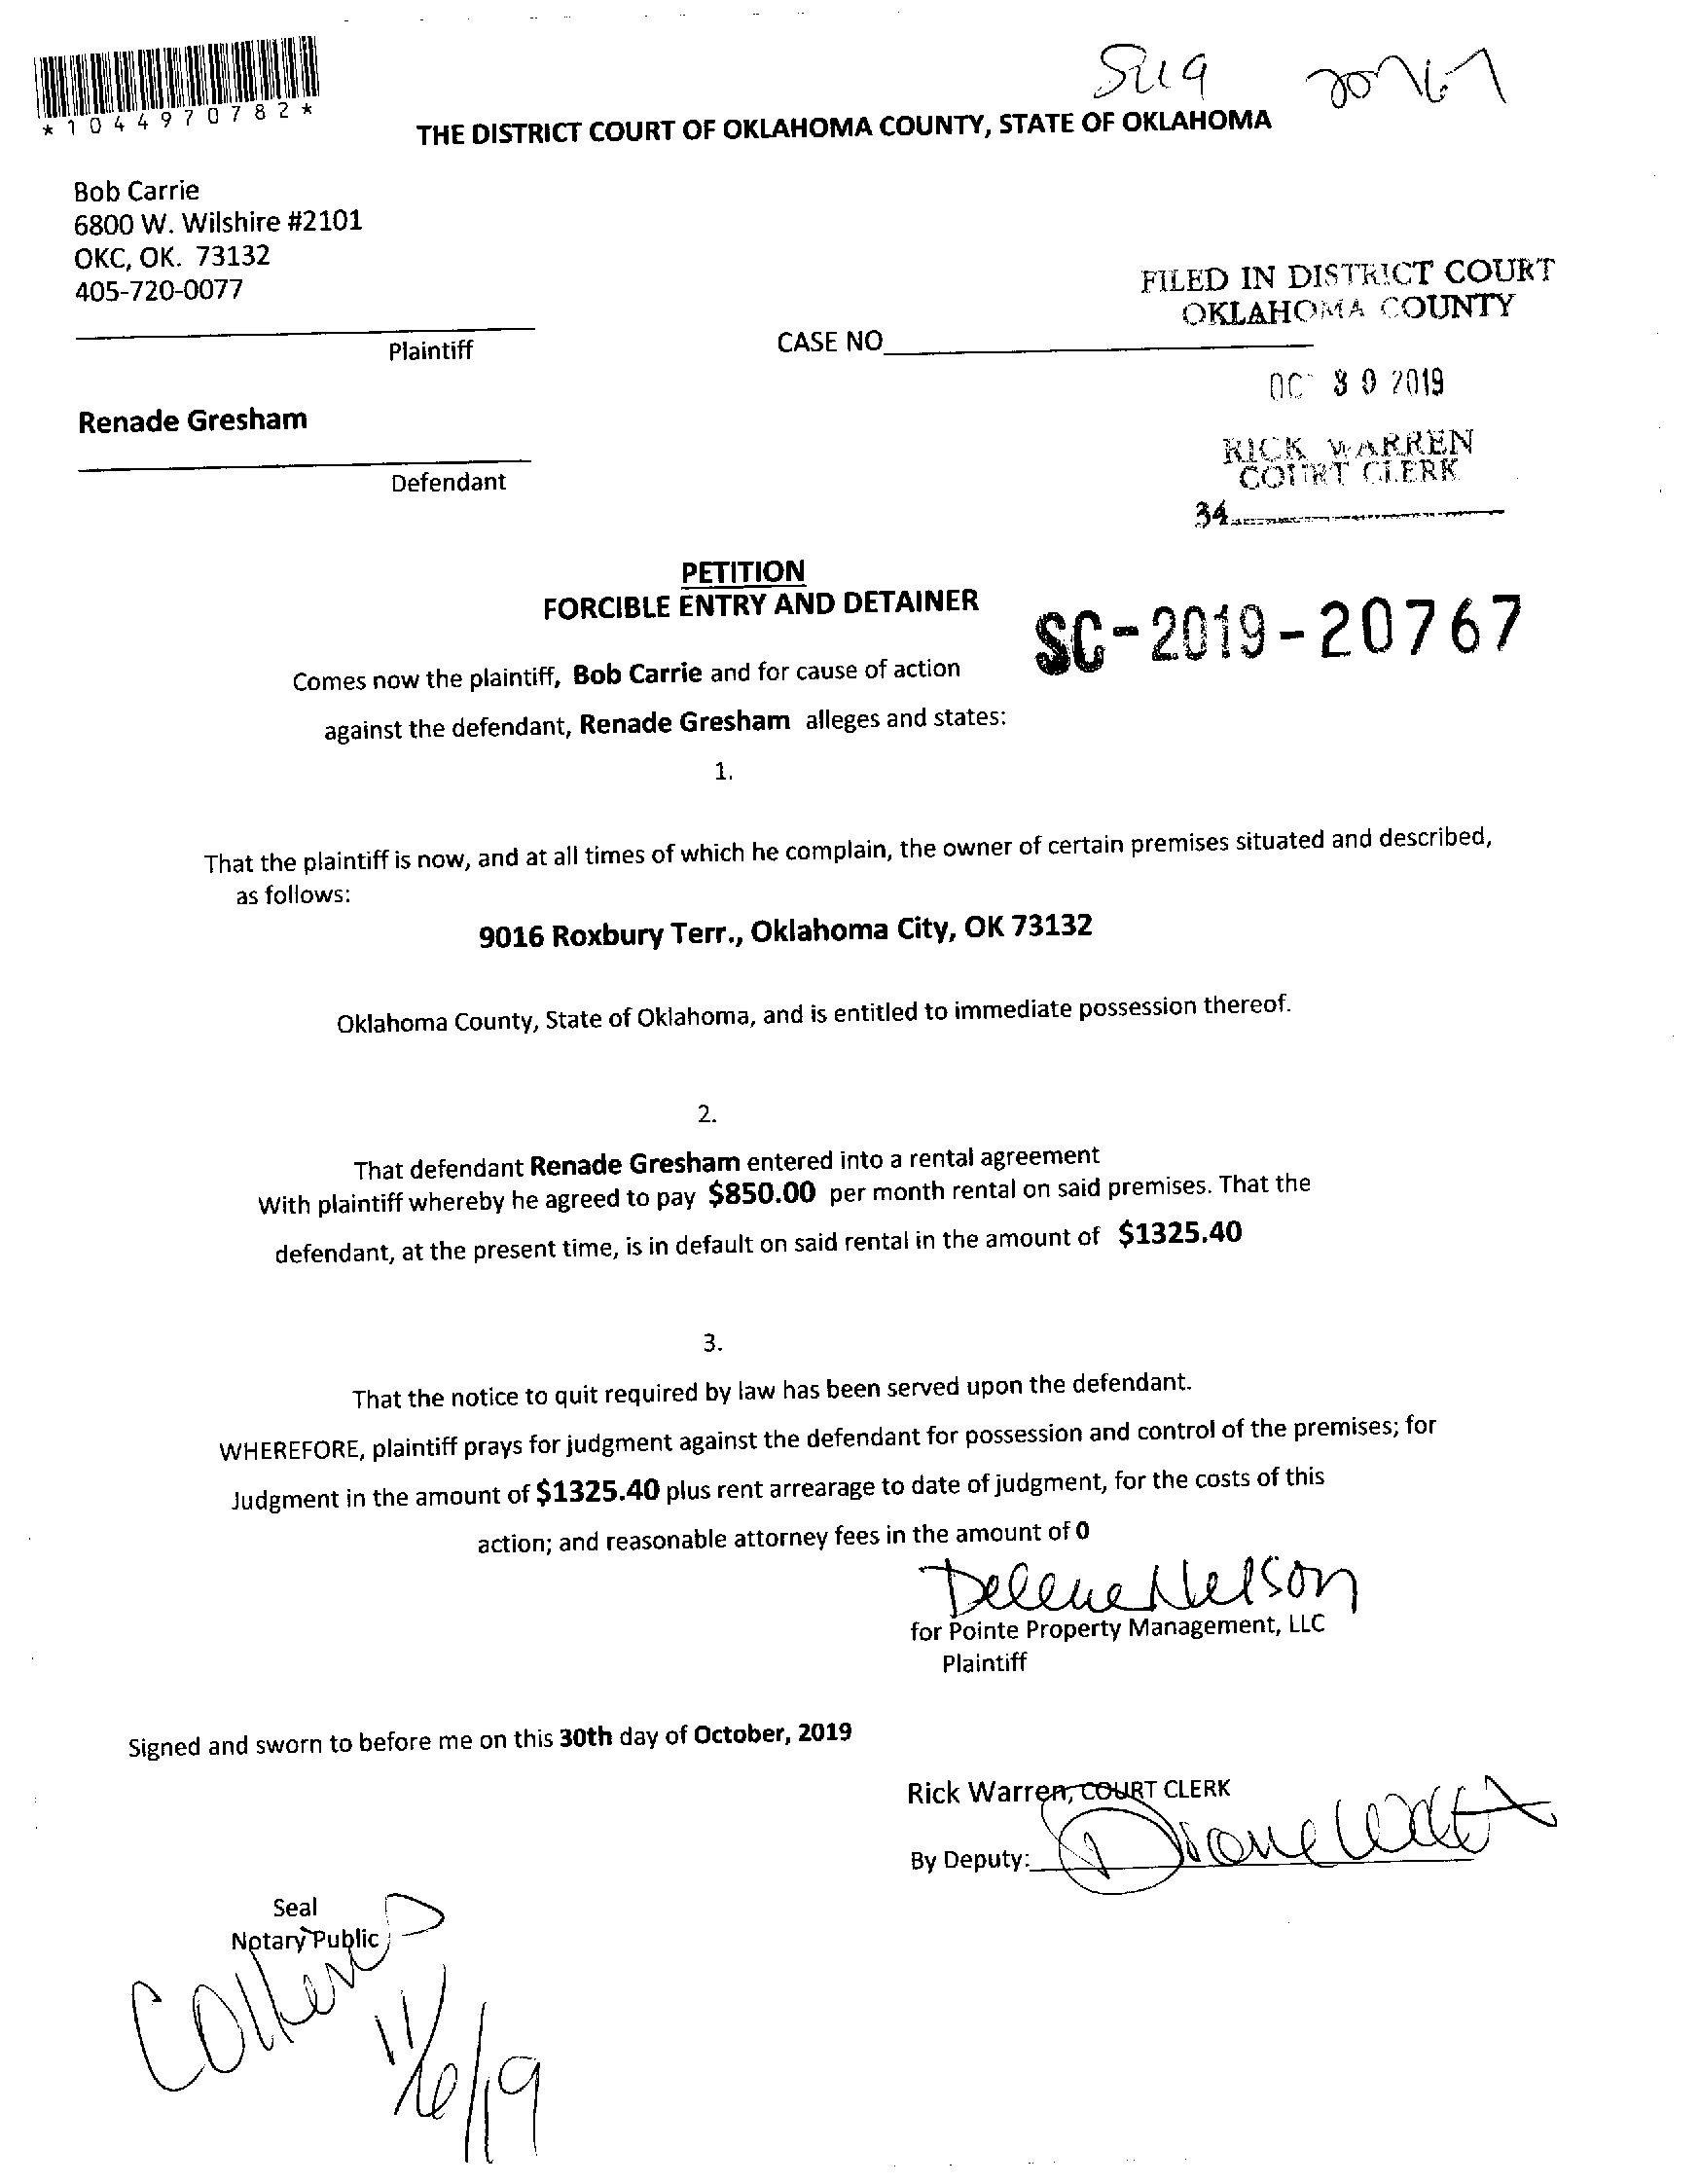 *1044970782*
THE DISTRICT COURT OF OKLAHOMA COUNTY, STATE OF OKLAHOMA
Bob Carrie
6800 W. Wilshire #2101
OKC, OK. 73132
405-720-0077
Plaintiff
CASE NO
FILED IN DISTRICT COURT
OKLAHOMA COUNTY
30 2019
RICK WARREN
COURT CLERK
34
Renade Gresham
Defendant
PETITION
FORCIBLE ENTRY AND DETAINER
SC-2019-20767
Comes now the plaintiff, Bob Carrie and for cause of action
against the defendant, Renade Gresham alleges and states:
1.
That the plaintiff is now, and at all times of which he complain, the owner of certain premises situated and described,
as follows:
9016 Roxbury Terr., Oklahoma City, OK 73132
Oklahoma County, State of Oklahoma, and is entitled to immediate possession thereof.
2.
That defendant Renade Gresham entered into a rental agreement
With plaintiff whereby he agreed to pay $850.00 per month rental on said premises. That the
defendant, at the present time, is in default on said rental in the amount of $1325.40
3.
That the notice to quit required by law has been served upon the defendant.
WHEREFORE, plaintiff prays for judgment against the defendant for possession and control of the premises; for
Judgment in the amount of $1325.40 plus rent arrearage to date of judgment, for the costs of this
action; and reasonable attorney fees in the amount of 0
Delene Nelson
for Pointe Property Management, LLC
Plaintiff
Signed and sworn to before me on this 30th day of October, 2019
Rick Warren, COURT CLERK
By Deputy:
Seal
Notary Public
11/6/19